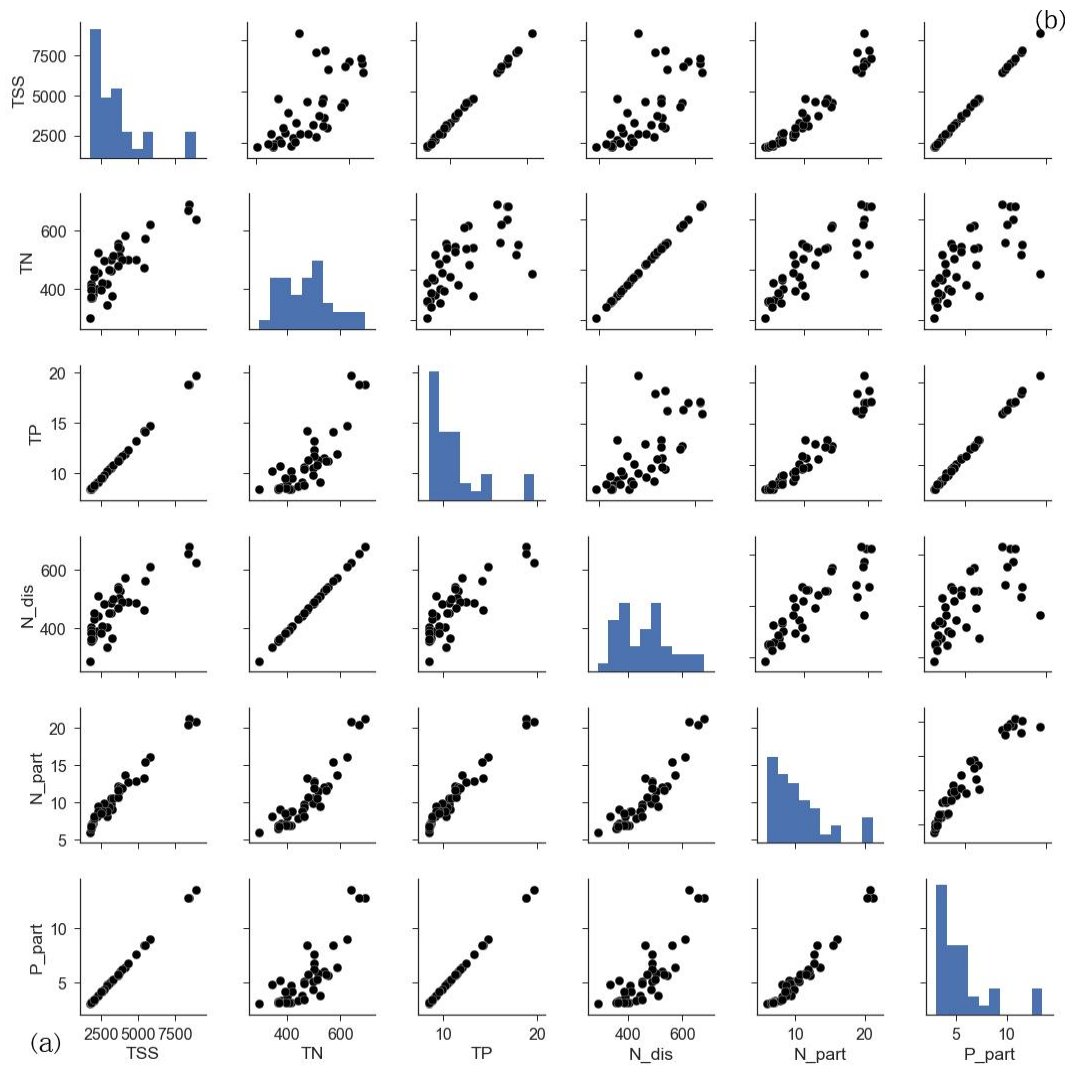 (b)
7500
5000
2500
TSS
600
400
TN
20
15
10
TP
600
400
N_dis
20
15
10
5
N_part
10
5
P_part
(a)
2500 5000 7500 400 600 10 20 400 600 10 20 5 10
TSS TN TP N_dis N_part P_part